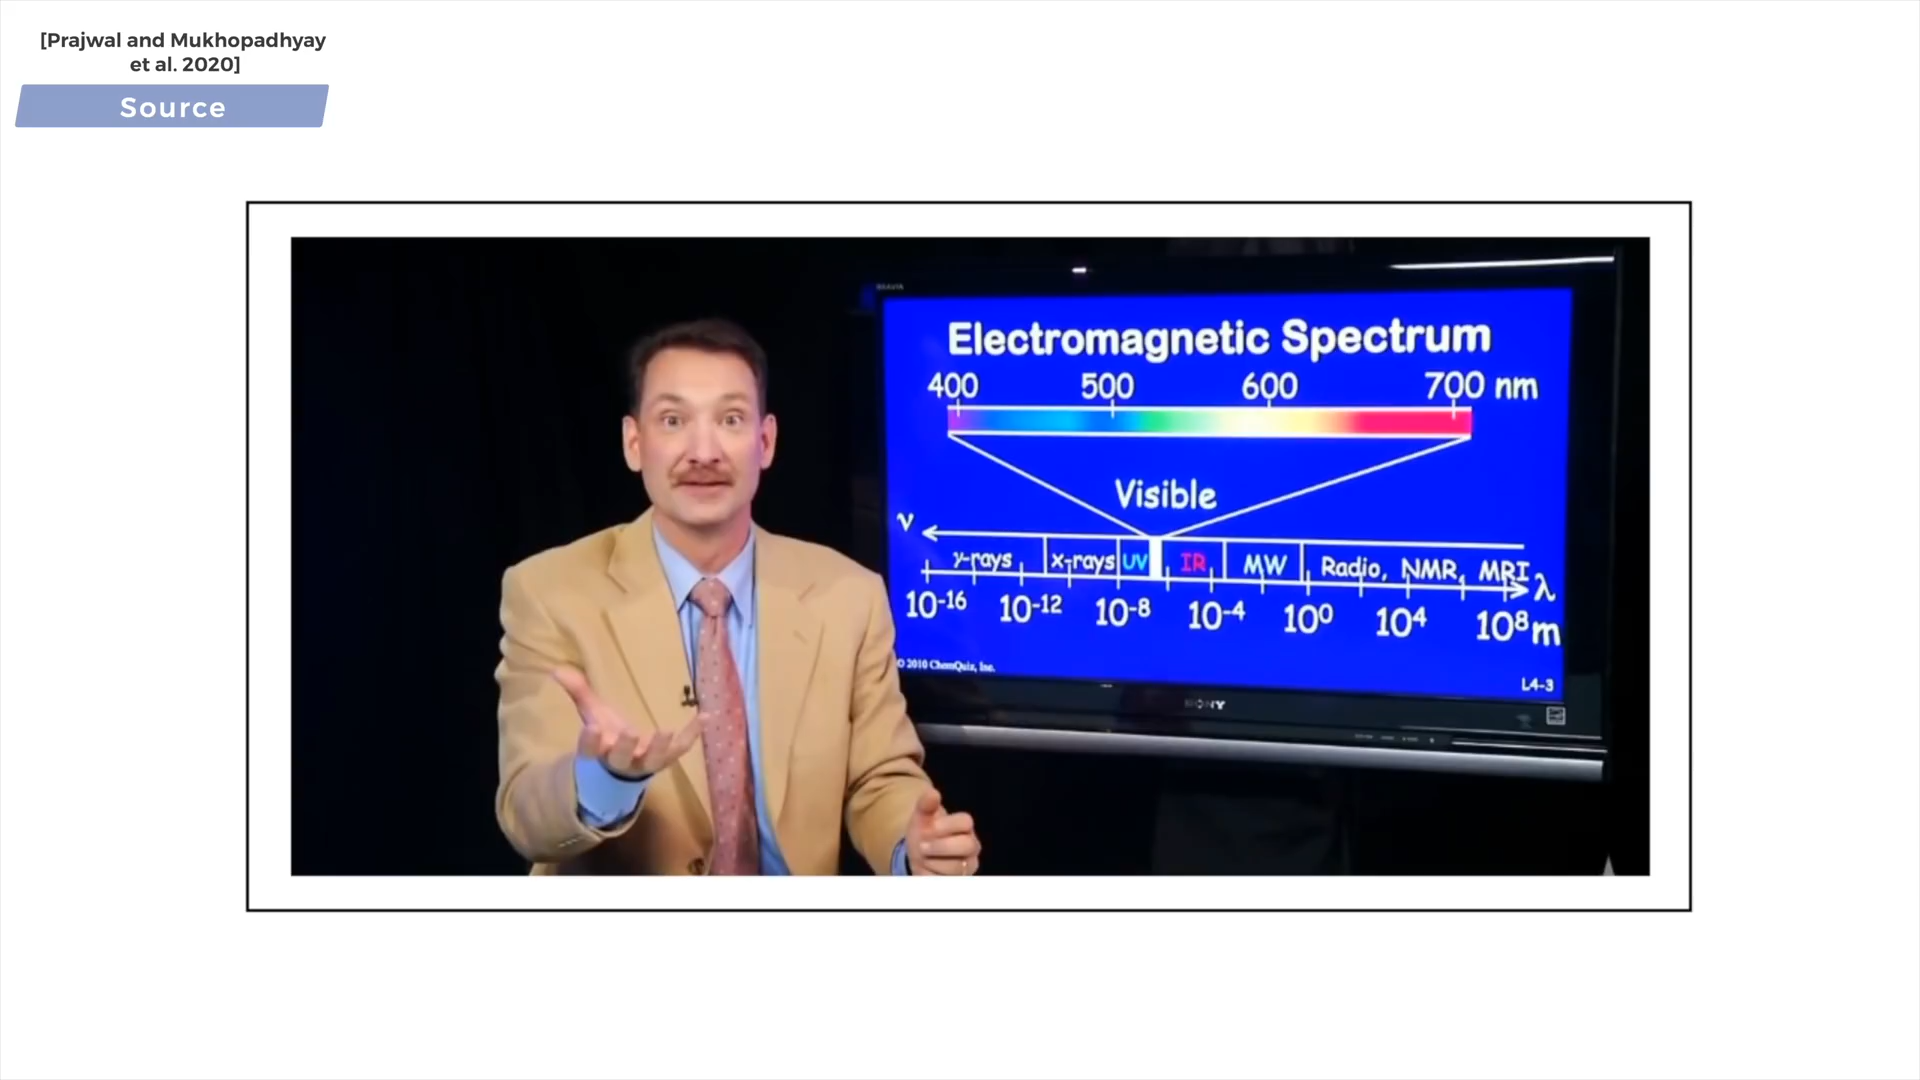 [Prajwal and Mukhopadhyay
et al. 2020]
Source
BRAVIA
Electromagnetic Spectrum
400 500 600 700 nm
Visible
ν
γ-rays x-rays UV IR MW Radio, NMR, MRI
λ
10⁻¹⁶ 10⁻¹² 10⁻⁸ 10⁻⁴ 10⁰ 10⁴ 10⁸m
© 2010 ChemQuiz, Inc.
L4-3
SONY